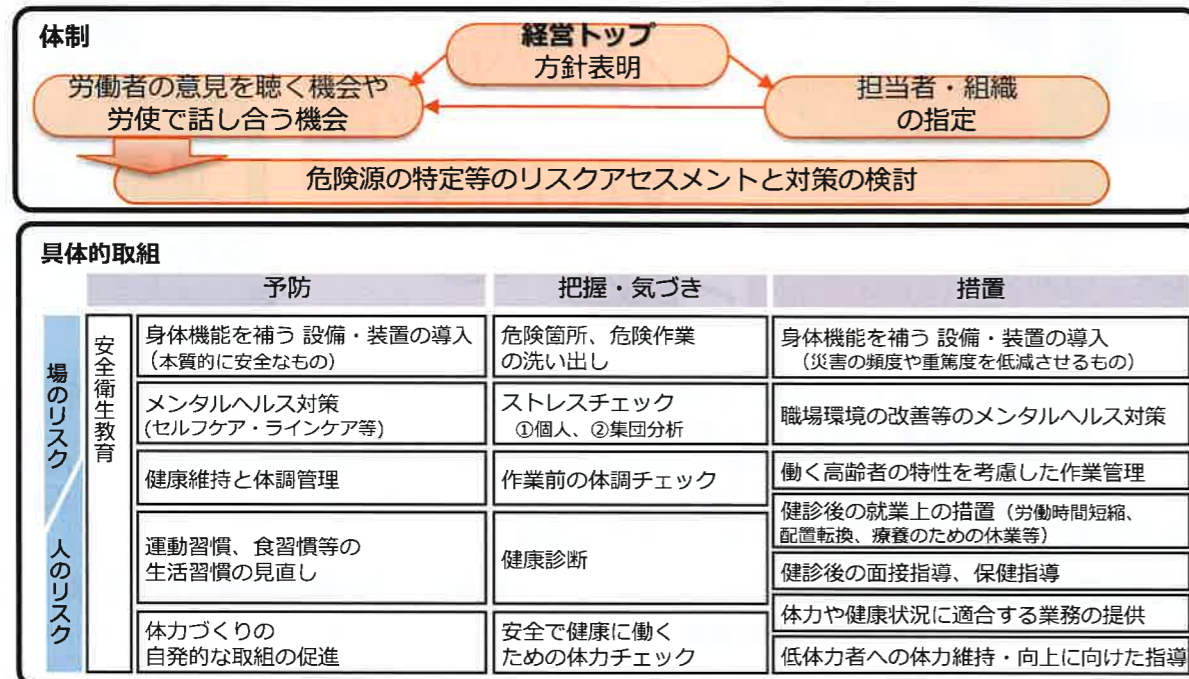 体制
経営トップ
方針表明
労働者の意見を聴く機会や
労使で話し合う機会
担当者・組織
の指定
危険源の特定等のリスクアセスメントと対策の検討
具体的取組
予防
把握・気づき
措置
場のリスク
人のリスク
安全衛生教育
身体機能を補う 設備・装置の導入
（本質的に安全なもの）
危険箇所、危険作業
の洗い出し
身体機能を補う 設備・装置の導入
（災害の頻度や重篤度を低減させるもの）
メンタルヘルス対策
(セルフケア・ラインケア等)
ストレスチェック
①個人、②集団分析
職場環境の改善等のメンタルヘルス対策
健康維持と体調管理
作業前の体調チェック
働く高齢者の特性を考慮した作業管理
運動習慣、食習慣等の
生活習慣の見直し
健康診断
健診後の就業上の措置（労働時間短縮、
配置転換、療養のための休業等）
健診後の面接指導、保健指導
体力づくりの
自発的な取組の促進
安全で健康に働く
ための体力チェック
体力や健康状況に適合する業務の提供
低体力者への体力維持・向上に向けた指導